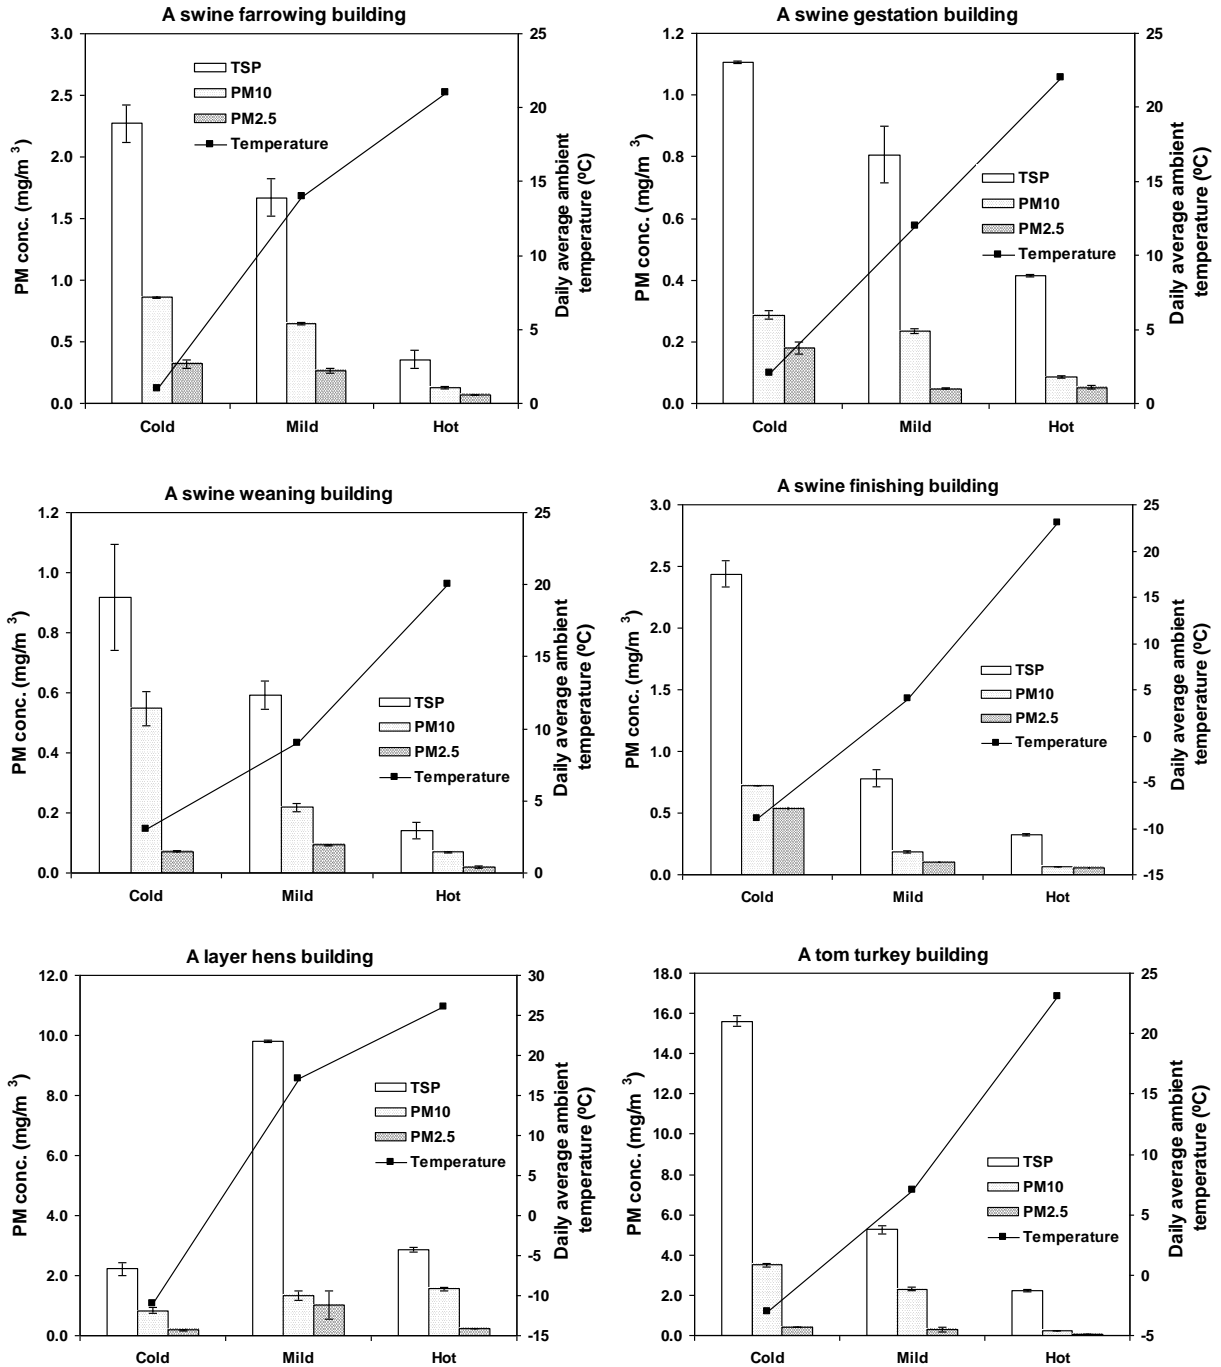 A swine farrowing building
3.0
2.5
2.0
1.5
1.0
0.5
0.0
PM conc. (mg/m 3)
TSP
PM10
PM2.5
Temperature
25
20
15
10
5
0
Daily average ambient
temperature (ºC)
Cold Mild Hot
A swine gestation building
1.2
1.0
0.8
0.6
0.4
0.2
0.0
PM conc. (mg/m 3)
TSP
PM10
PM2.5
Temperature
25
20
15
10
5
0
Daily average ambient
temperature (ºC)
Cold Mild Hot
A swine weaning building
1.2
1.0
0.8
0.6
0.4
0.2
0.0
PM conc. (mg/m 3)
TSP
PM10
PM2.5
Temperature
25
20
15
10
5
0
Daily average ambient
temperature (ºC)
Cold Mild Hot
A swine finishing building
3.0
2.5
2.0
1.5
1.0
0.5
0.0
PM conc. (mg/m 3)
TSP
PM10
PM2.5
Temperature
25
20
15
10
5
0
-5
-10
-15
Daily average ambient
temperature (ºC)
Cold Mild Hot
A layer hens building
12.0
10.0
8.0
6.0
4.0
2.0
0.0
PM conc. (mg/m 3)
TSP
PM10
PM2.5
Temperature
30
25
20
15
10
5
0
-5
-10
-15
Daily average ambient
temperature (ºC)
Cold Mild Hot
A tom turkey building
18.0
16.0
14.0
12.0
10.0
8.0
6.0
4.0
2.0
0.0
PM conc. (mg/m 3)
TSP
PM10
PM2.5
Temperature
25
20
15
10
5
0
-5
Daily average ambient
temperature (ºC)
Cold Mild Hot